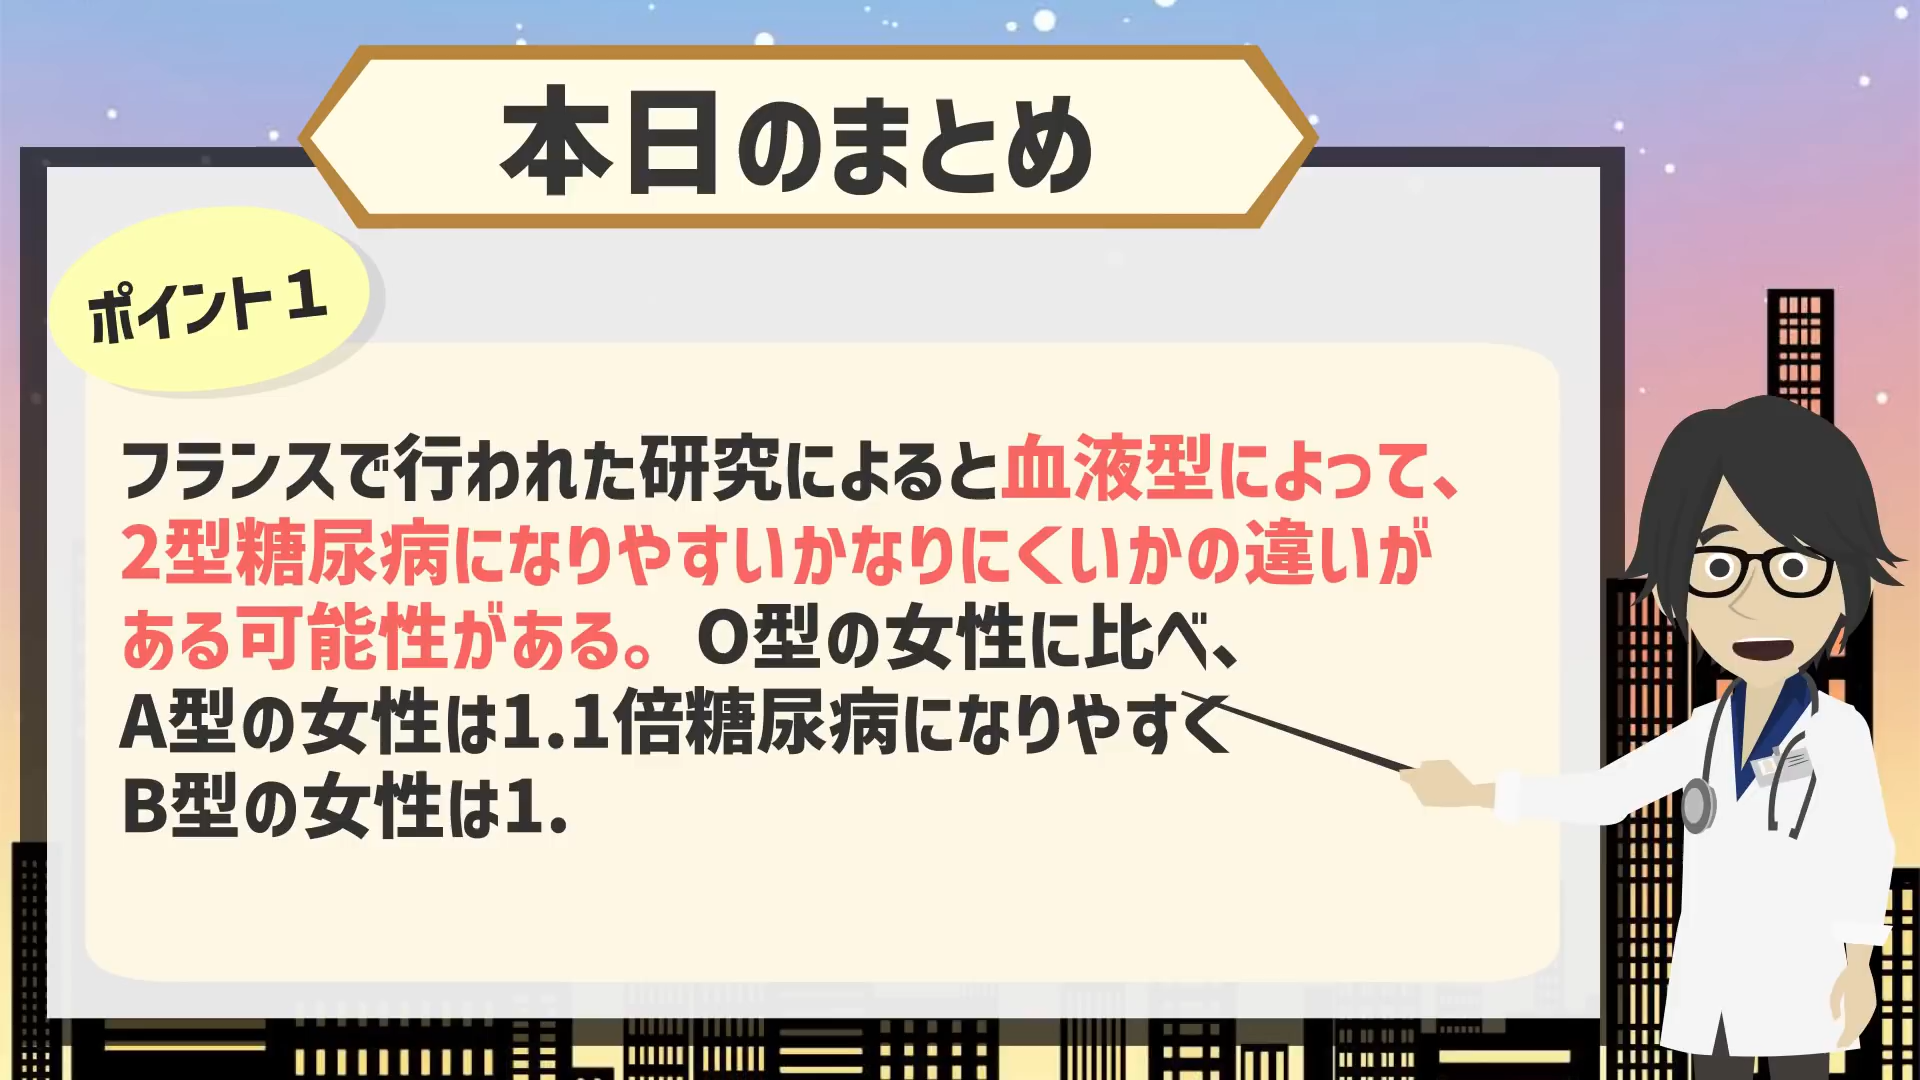 本日のまとめ
ポイント1
フランスで行われた研究によると血液型によって、
2型糖尿病になりやすいかなりにくいかの違いが
ある可能性がある。O型の女性に比べ、
A型の女性は1.1倍糖尿病になりやすく
B型の女性は1.